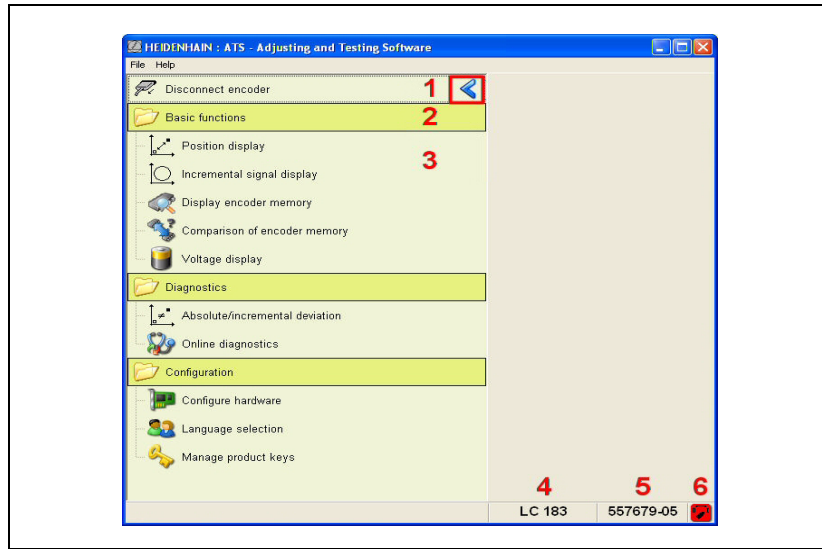 HEIDENHAIN : ATS - Adjusting and Testing Software
File Help
Disconnect encoder 1
Basic functions 2
Position display
3
Incremental signal display
Display encoder memory
Comparison of encoder memory
Voltage display
Diagnostics
Absolute/incremental deviation
Online diagnostics
Configuration
Configure hardware
Language selection
Manage product keys
4 5 6
LC 183 557679-05